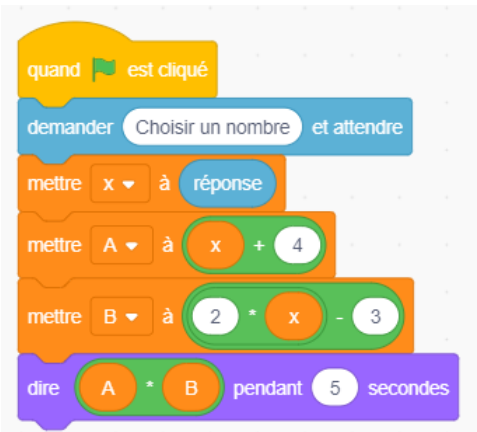 quand est cliqué
demander Choisir un nombre et attendre
mettre x à réponse
mettre A à x + 4
mettre B à 2 * x - 3
dire A * B pendant 5 secondes